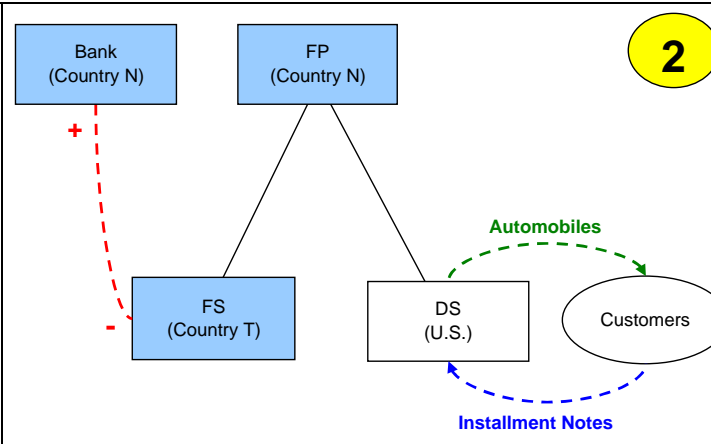 Bank
(Country N)
FP
(Country N)
2
+
Automobiles
-
FS
(Country T)
DS
(U.S.)
Customers
Installment Notes